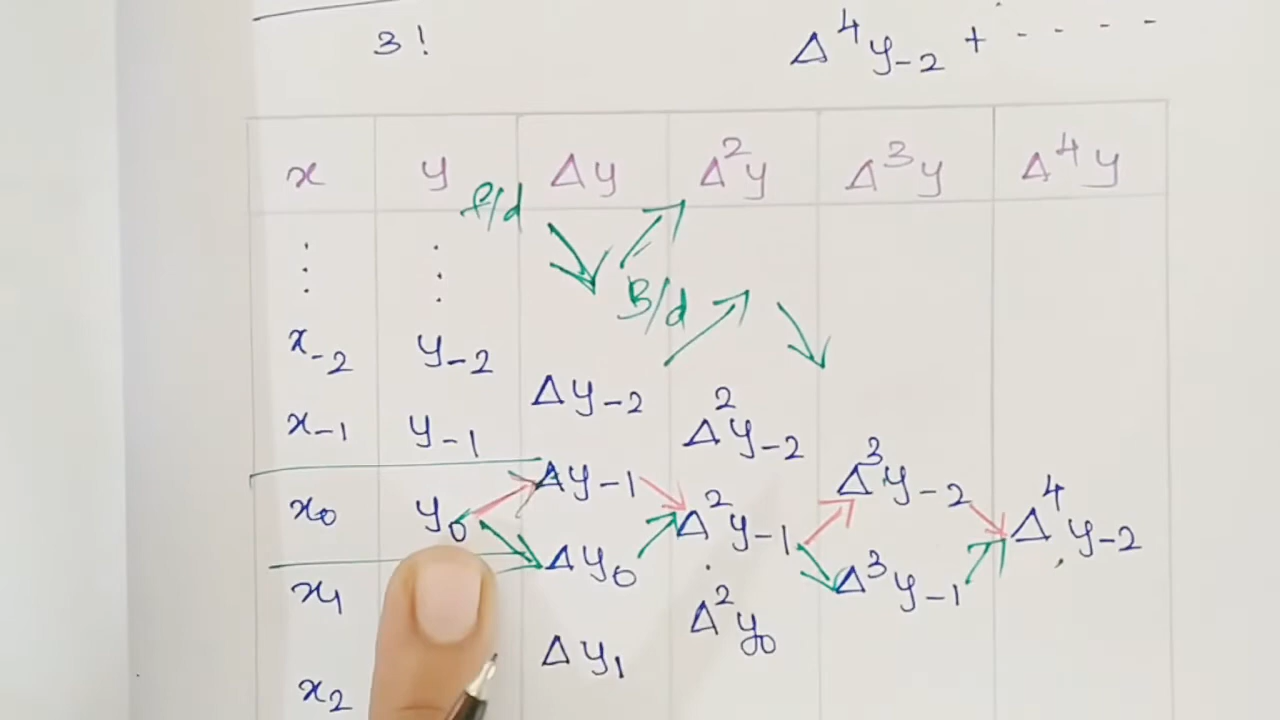 3!
Δ⁴y₋₂ + - - - -
x y Δy Δ²y Δ³y Δ⁴y
f/d
B/d
x₋₂ y₋₂
Δy₋₂
x₋₁ y₋₁ Δ²y₋₂
Δy₋₁ Δ³y₋₂
x₀ y₀ Δ²y₋₁ Δ⁴y₋₂
Δy₀ Δ³y₋₁
x₁ Δ²y₀
Δy₁
x₂